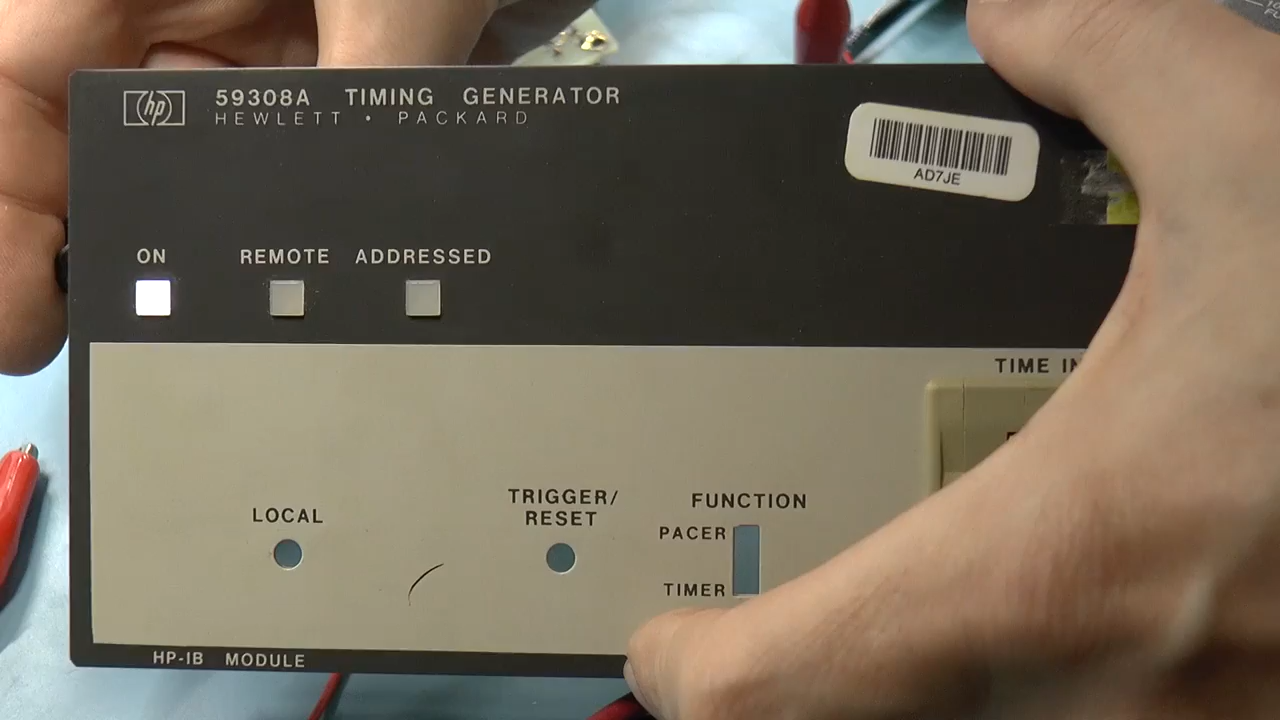 hp 59308A TIMING GENERATOR
HEWLETT • PACKARD
AD7JE
ON REMOTE ADDRESSED
TIME
LOCAL
TRIGGER/
RESET
FUNCTION
PACER
TIMER
HP-IB MODULE